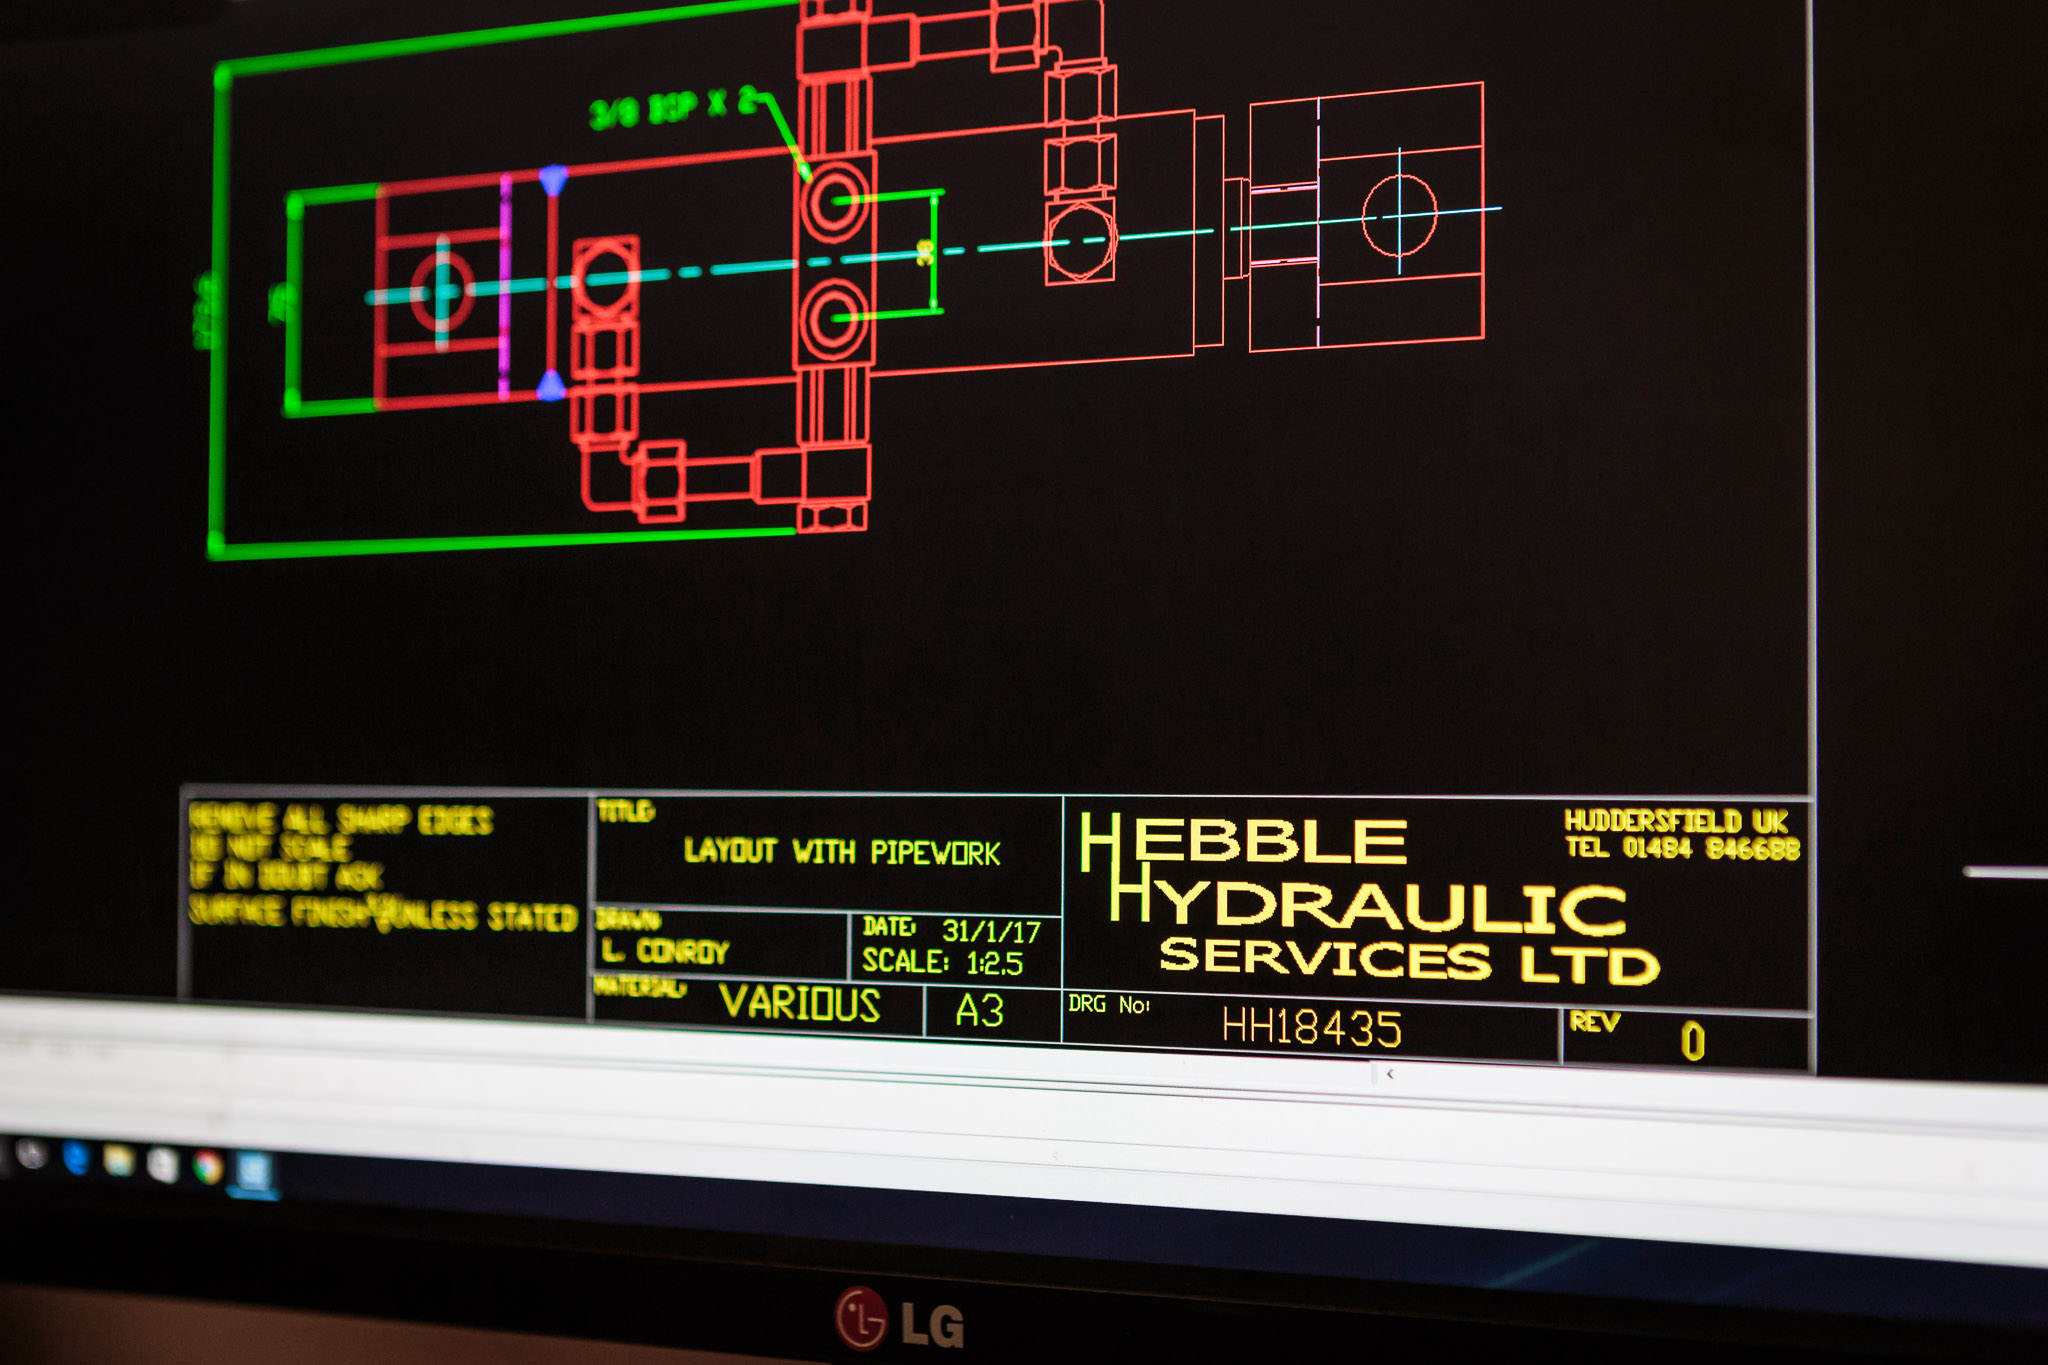 3/8 BSP X 2
38
REMOVE ALL SHARP EDGES
DO NOT SCALE
IF IN DOUBT ASK
SURFACE FINISH UNLESS STATED
TITLE:
LAYOUT WITH PIPEWORK
DRAWN:
L. CONROY
DATE: 31/1/17
SCALE: 1:2.5
MATERIAL:
VARIOUS
A3
HEBBLE
HYDRAULIC
SERVICES LTD
HUDDERSFIELD UK
TEL 01484 846688
DRG No:
HH18435
REV
0
LG